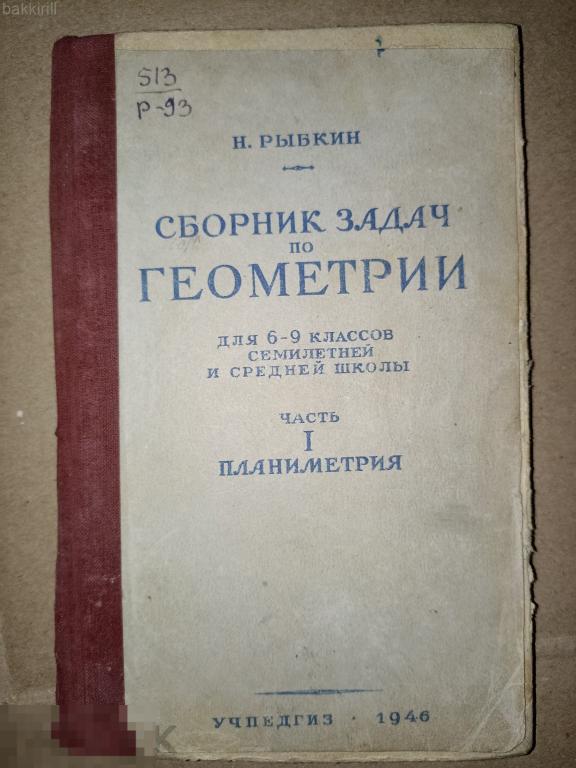 bakkirill
513
Р-93
Н. РЫБКИН
СБОРНИК ЗАДАЧ
ПО
ГЕОМЕТРИИ
ДЛЯ 6-9 КЛАССОВ
СЕМИЛЕТНЕЙ
И СРЕДНЕЙ ШКОЛЫ
ЧАСТЬ
I
ПЛАНИМЕТРИЯ
УЧПЕДГИЗ · 1946